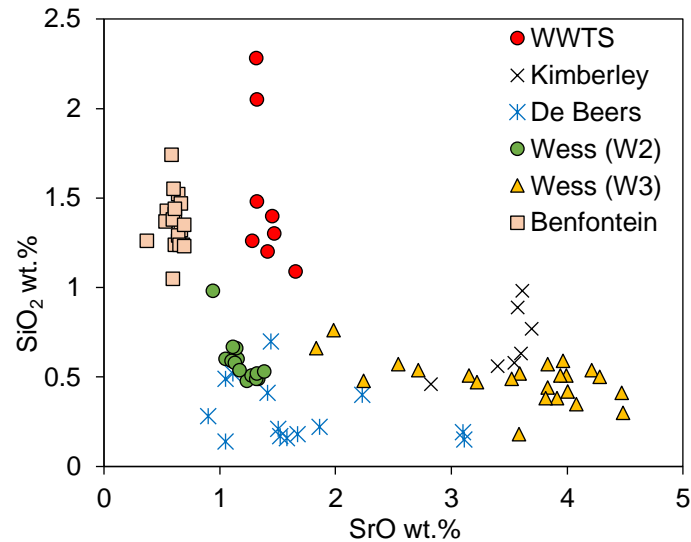 2.5
2
1.5
1
0.5
0
SiO₂ wt.%
WWTS
Kimberley
De Beers
Wess (W2)
Wess (W3)
Benfontein
0 1 2 3 4 5
SrO wt.%